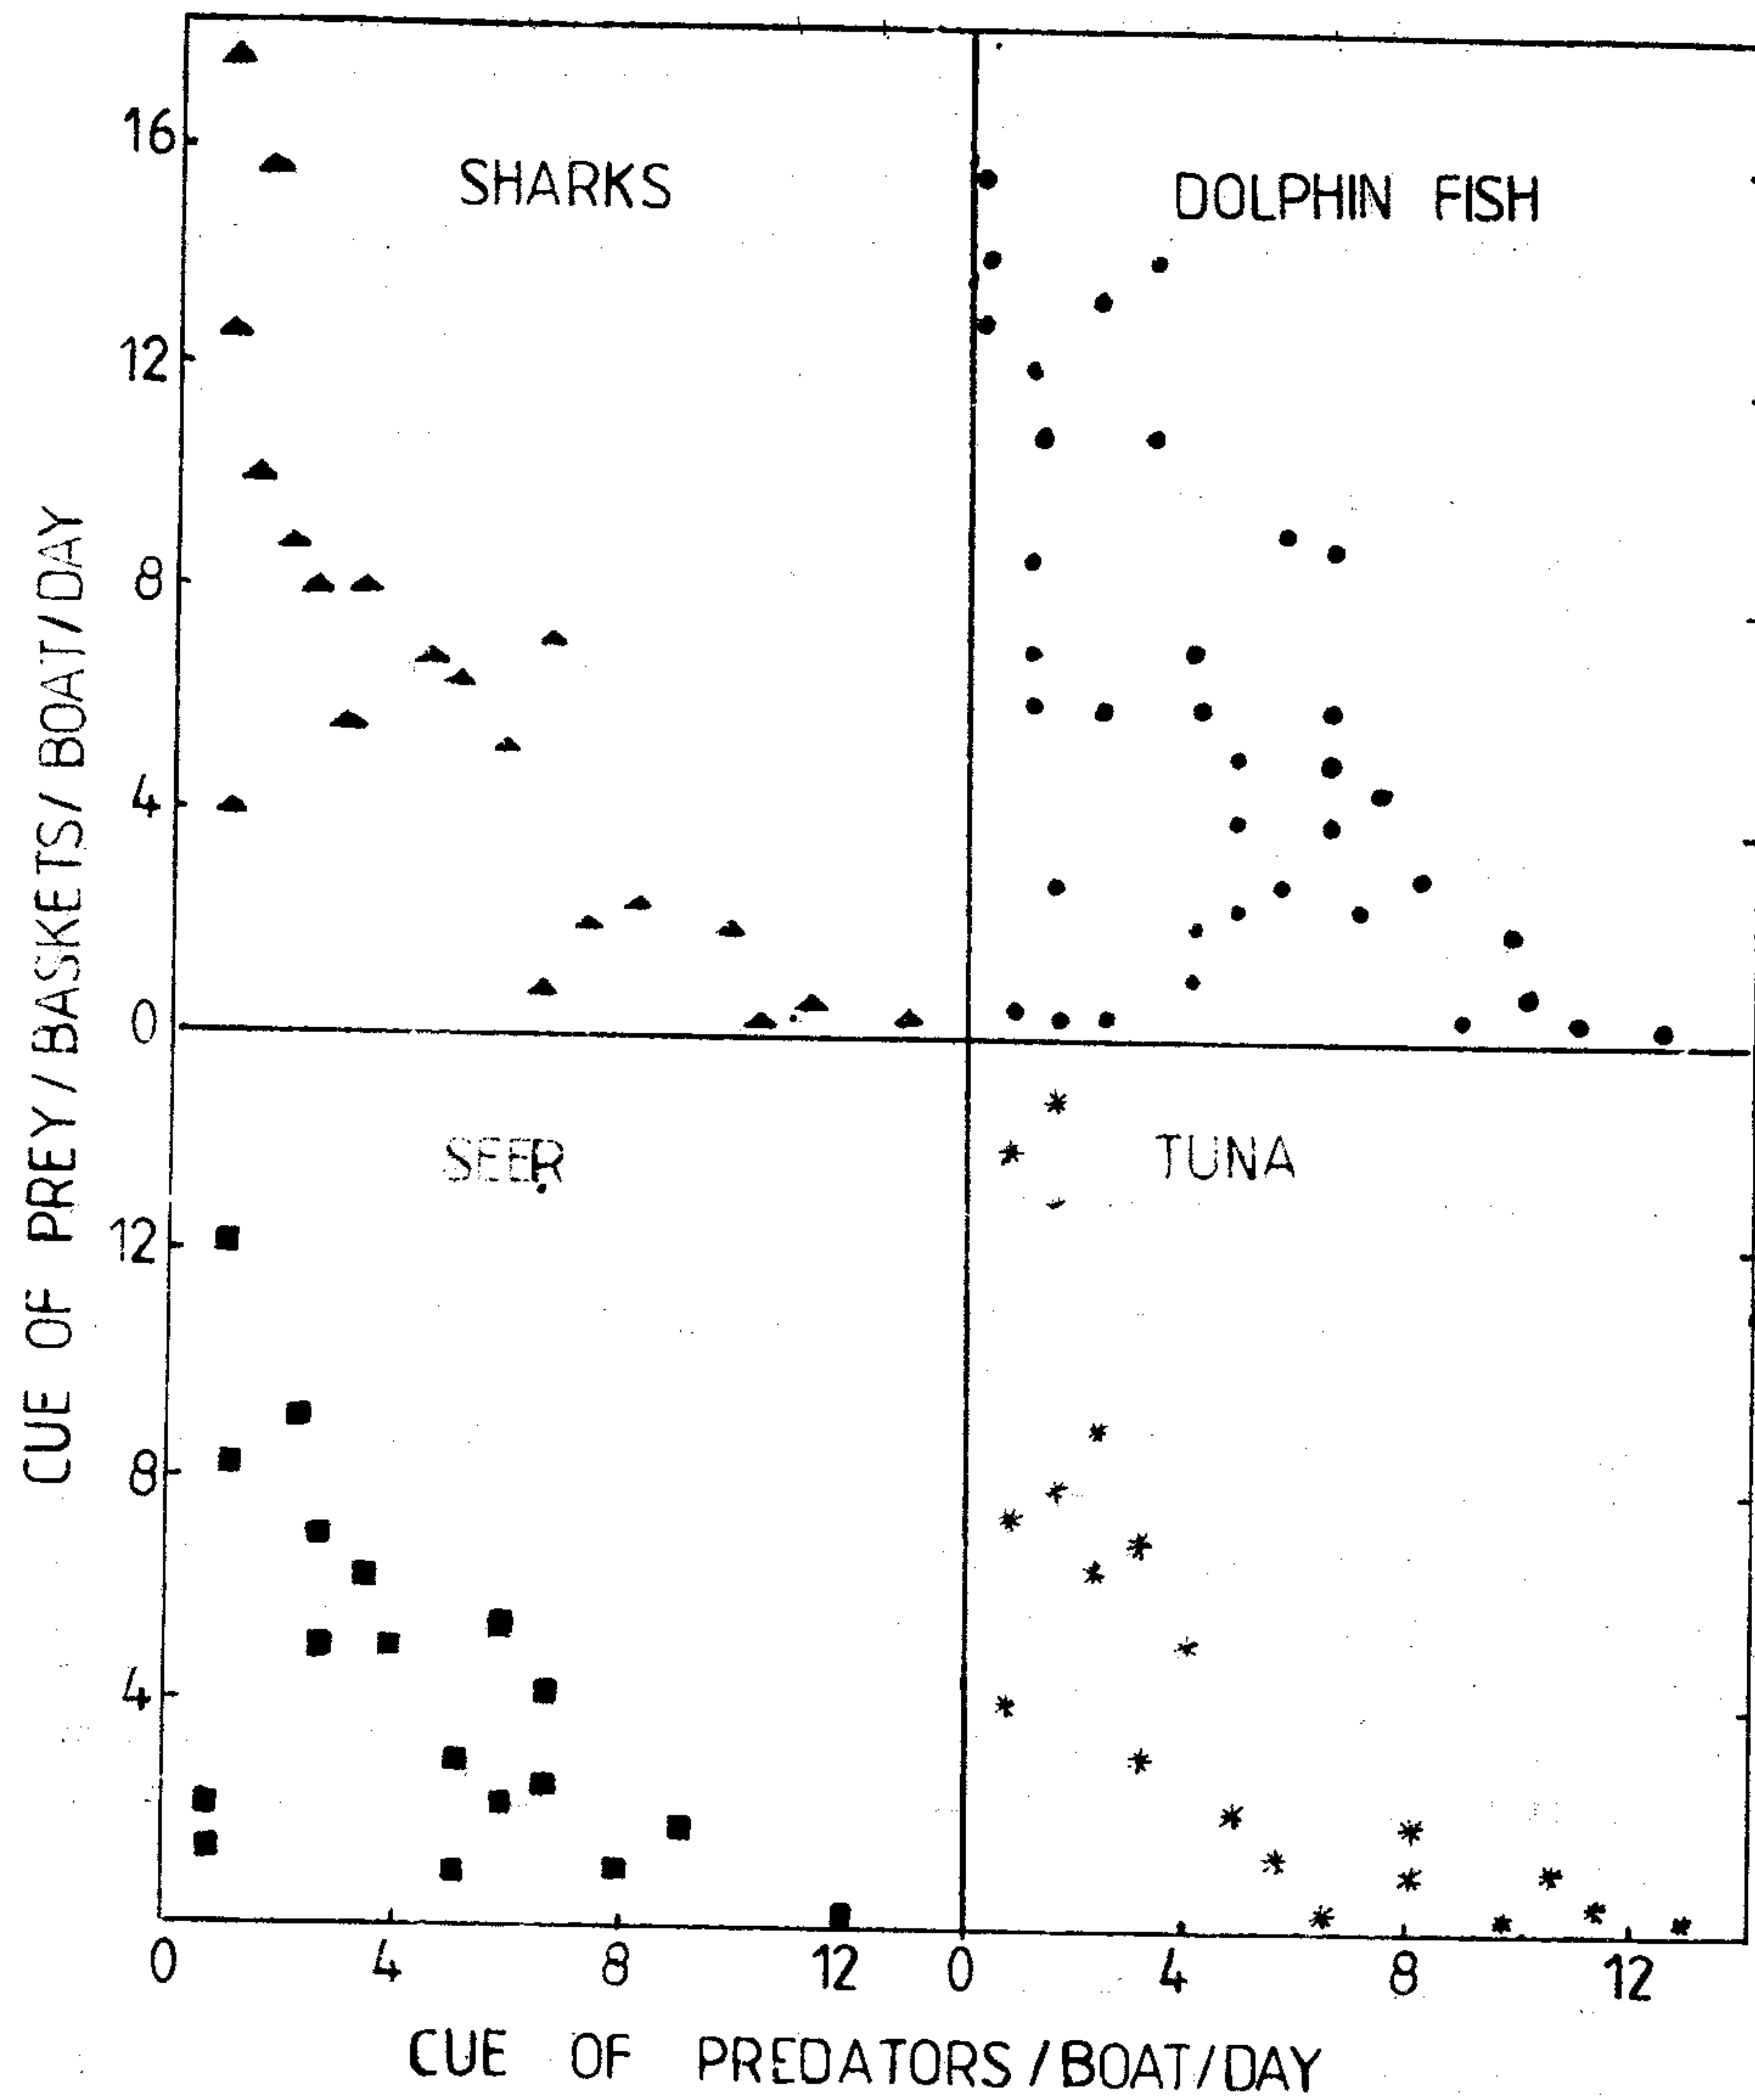 SHARKS
DOLPHIN FISH
16
12
8
4
0
SEER
TUNA
12
8
4
0 4 8 12 0 4 8 12
CUE OF PREY/BASKETS/BOAT/DAY
CUE OF PREDATORS/BOAT/DAY